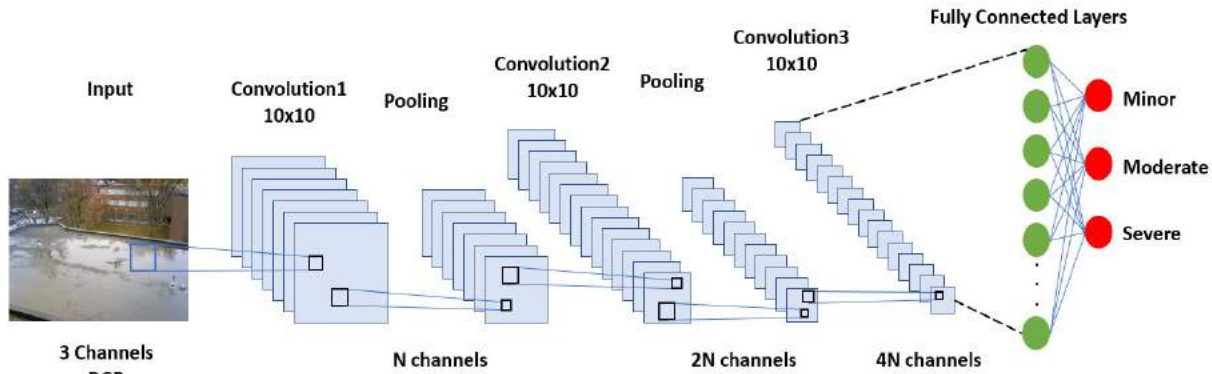 Fully Connected Layers
Convolution3
10x10
Convolution2
10x10
Pooling
Input
Convolution1
10x10
Pooling
Minor
Moderate
Severe
3 Channels
N channels
2N channels
4N channels